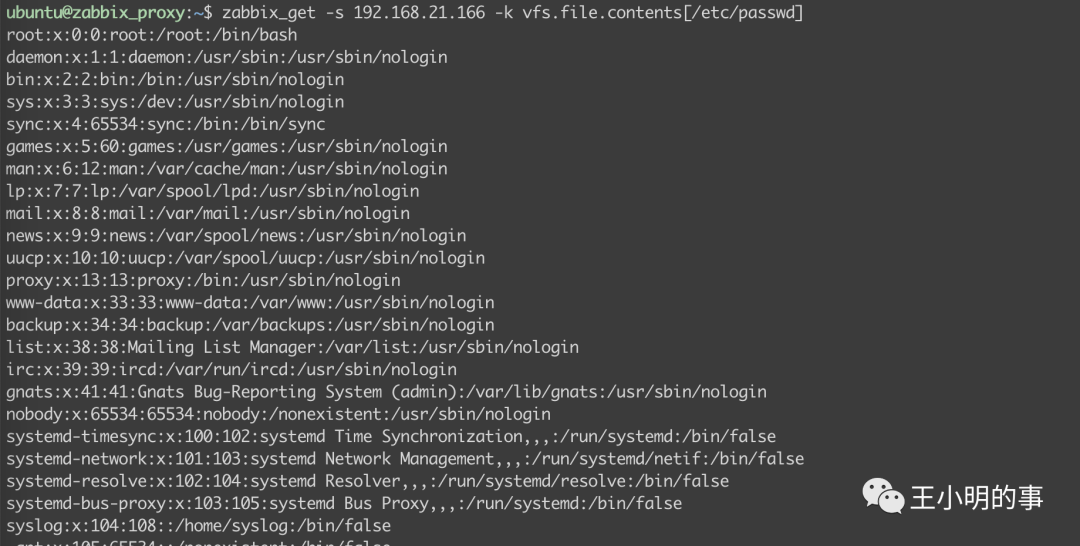 ubuntu@zabbix_proxy:~$ zabbix_get -s 192.168.21.166 -k vfs.file.contents[/etc/passwd]
root:x:0:0:root:/root:/bin/bash
daemon:x:1:1:daemon:/usr/sbin:/usr/sbin/nologin
bin:x:2:2:bin:/bin:/usr/sbin/nologin
sys:x:3:3:sys:/dev:/usr/sbin/nologin
sync:x:4:65534:sync:/bin:/bin/sync
games:x:5:60:games:/usr/games:/usr/sbin/nologin
man:x:6:12:man:/var/cache/man:/usr/sbin/nologin
lp:x:7:7:lp:/var/spool/lpd:/usr/sbin/nologin
mail:x:8:8:mail:/var/mail:/usr/sbin/nologin
news:x:9:9:news:/var/spool/news:/usr/sbin/nologin
uucp:x:10:10:uucp:/var/spool/uucp:/usr/sbin/nologin
proxy:x:13:13:proxy:/bin:/usr/sbin/nologin
www-data:x:33:33:www-data:/var/www:/usr/sbin/nologin
backup:x:34:34:backup:/var/backups:/usr/sbin/nologin
list:x:38:38:Mailing List Manager:/var/list:/usr/sbin/nologin
irc:x:39:39:ircd:/var/run/ircd:/usr/sbin/nologin
gnats:x:41:41:Gnats Bug-Reporting System (admin):/var/lib/gnats:/usr/sbin/nologin
nobody:x:65534:65534:nobody:/nonexistent:/usr/sbin/nologin
systemd-timesync:x:100:102:systemd Time Synchronization,,,:/run/systemd:/bin/false
systemd-network:x:101:103:systemd Network Management,,,:/run/systemd/netif:/bin/false
systemd-resolve:x:102:104:systemd Resolver,,,:/run/systemd/resolve:/bin/false
systemd-bus-proxy:x:103:105:systemd Bus Proxy,,,:/run/systemd:/bin/false
syslog:x:104:108::/home/syslog:/bin/false
王小明的事